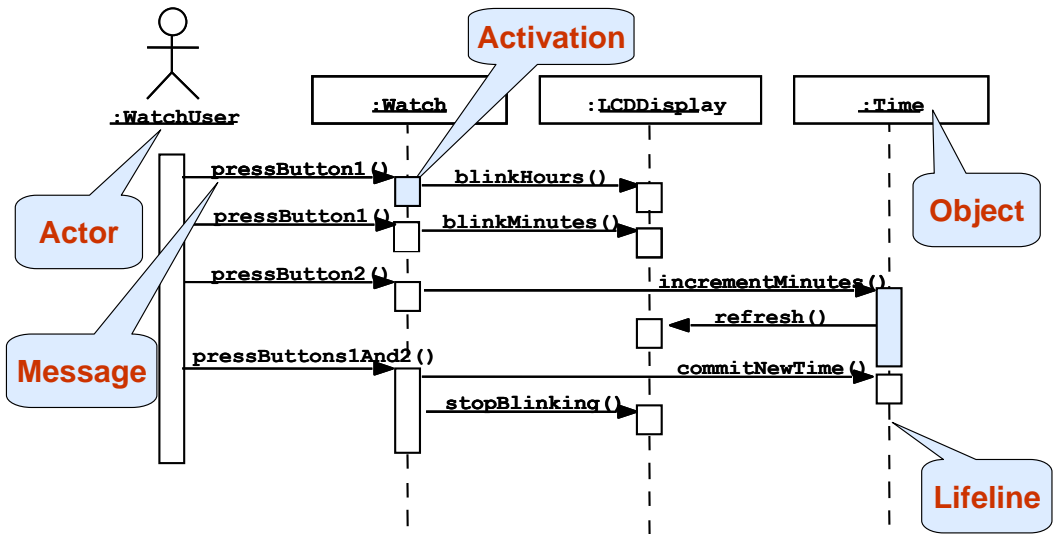 Activation
:WatchUser
:Watch
:LCDDisplay
:Time
pressButton1()
blinkHours()
Actor
pressButton1()
blinkMinutes()
Object
pressButton2()
incrementMinutes()
refresh()
Message
pressButtons1And2()
commitNewTime()
stopBlinking()
Lifeline